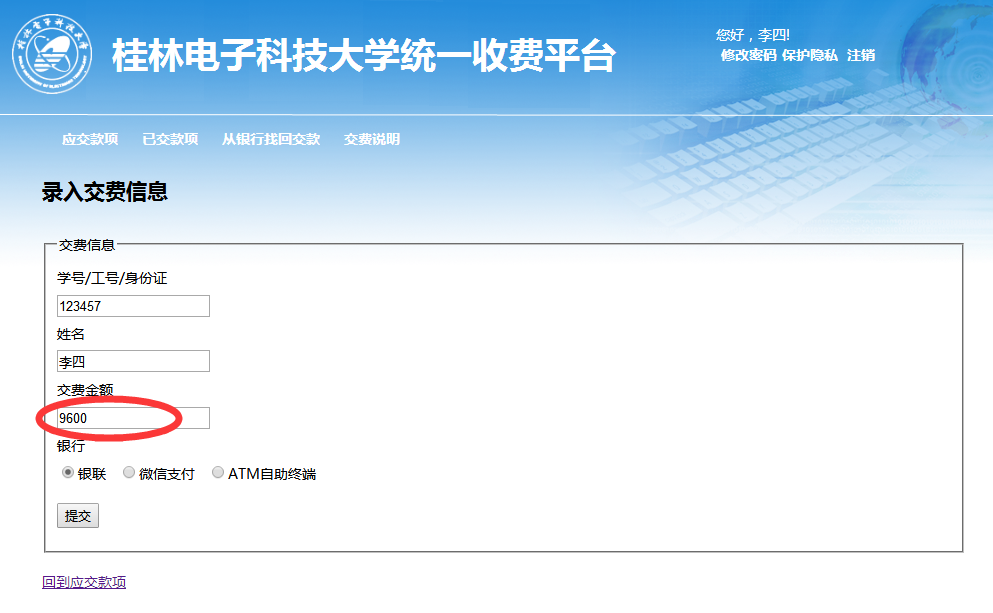 桂林电子科技大学统一收费平台
您好，李四!
修改密码 保护隐私 注销
应交款项 已交款项 从银行找回交款 交费说明
录入交费信息
交费信息
学号/工号/身份证
123457
姓名
李四
交费金额
9600
银行
银联 微信支付 ATM自助终端
提交
回到应交款项